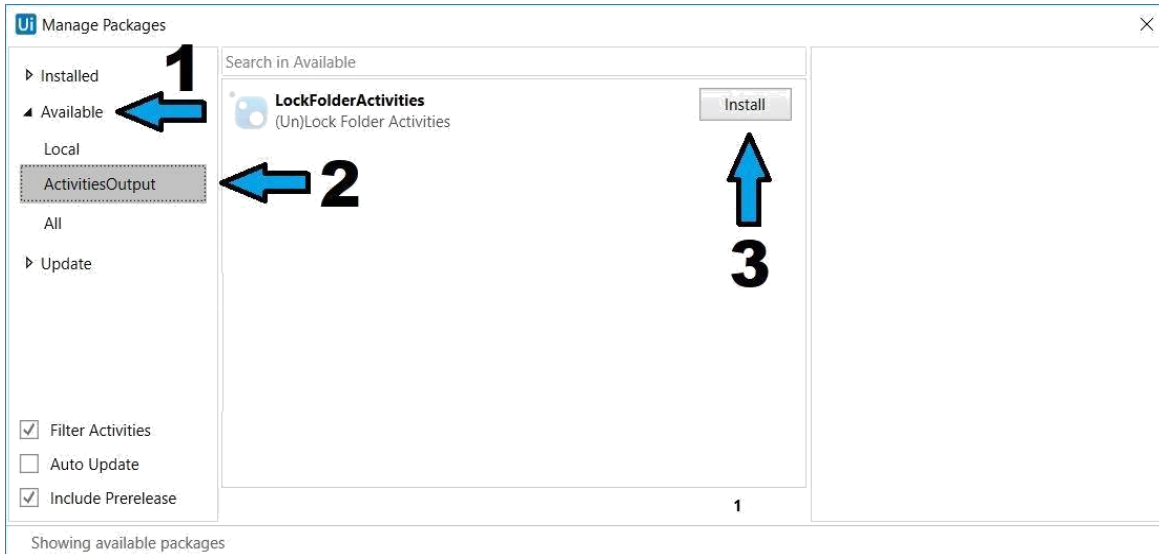 Ui Manage Packages
Installed
Available
Local
ActivitiesOutput
All
Update
Filter Activities
Auto Update
Include Prerelease
1
2
Search in Available
LockFolderActivities
(Un)Lock Folder Activities
Install
3
1
Showing available packages